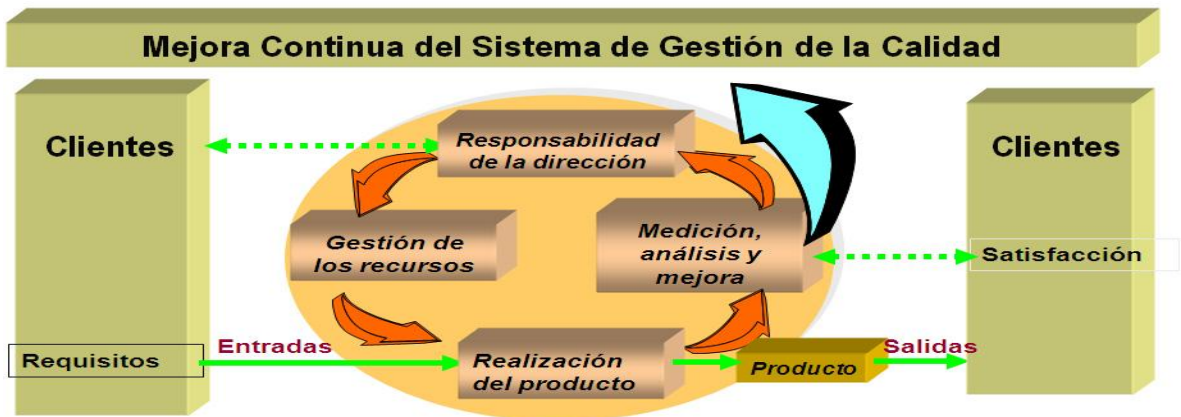 Mejora Continua del Sistema de Gestión de la Calidad
Clientes
Responsabilidad
de la dirección
Clientes
Gestión de
los recursos
Medición,
análisis y
mejora
Satisfacción
Requisitos
Entradas
Realización
del producto
Producto
Salidas